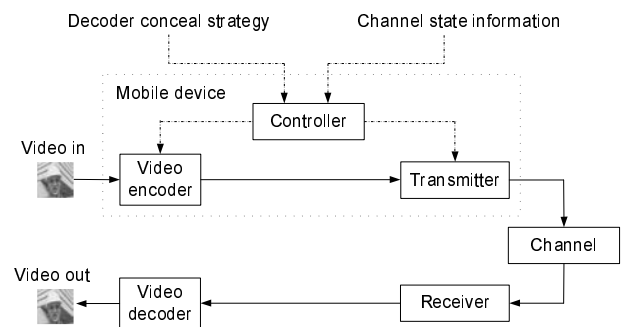 Decoder conceal strategy
Channel state information
Mobile device
Controller
Video in
Video
encoder
Transmitter
Channel
Video out
Video
decoder
Receiver